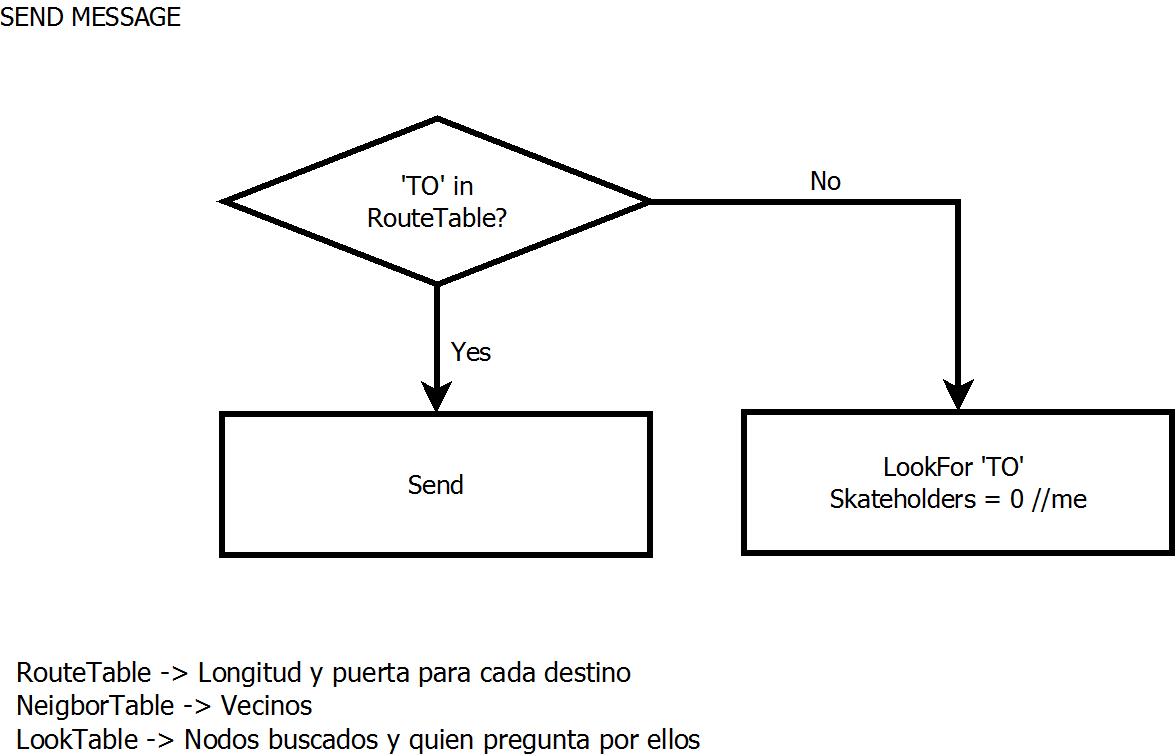 SEND MESSAGE
'TO' in
RouteTable?
No
Yes
Send
LookFor 'TO'
Skateholders = 0 //me
RouteTable -> Longitud y puerta para cada destino
NeigborTable -> Vecinos
LookTable -> Nodos buscados y quien pregunta por ellos